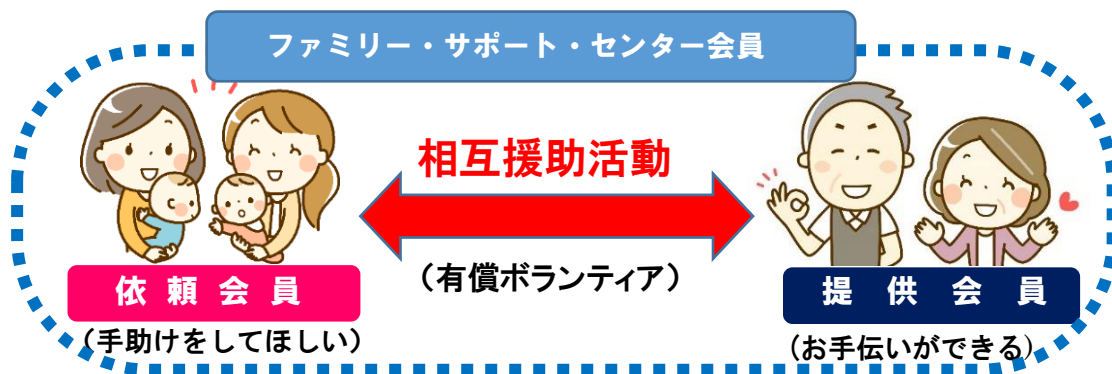 ファミリー・サポート・センター会員
相互援助活動
(有償ボランティア)
依頼会員
(手助けをしてほしい)
提供会員
(お手伝いができる)